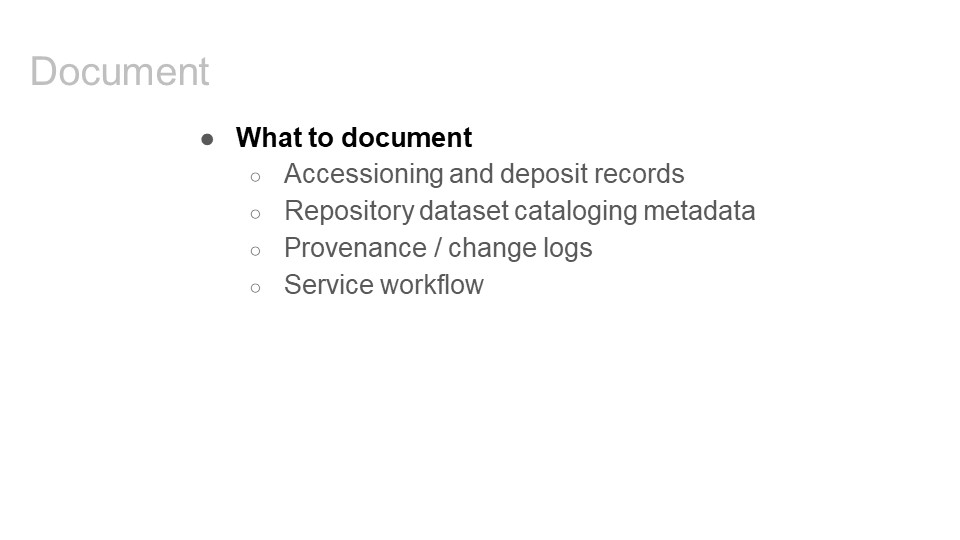 Document
● What to document
○ Accessioning and deposit records
○ Repository dataset cataloging metadata
○ Provenance / change logs
○ Service workflow